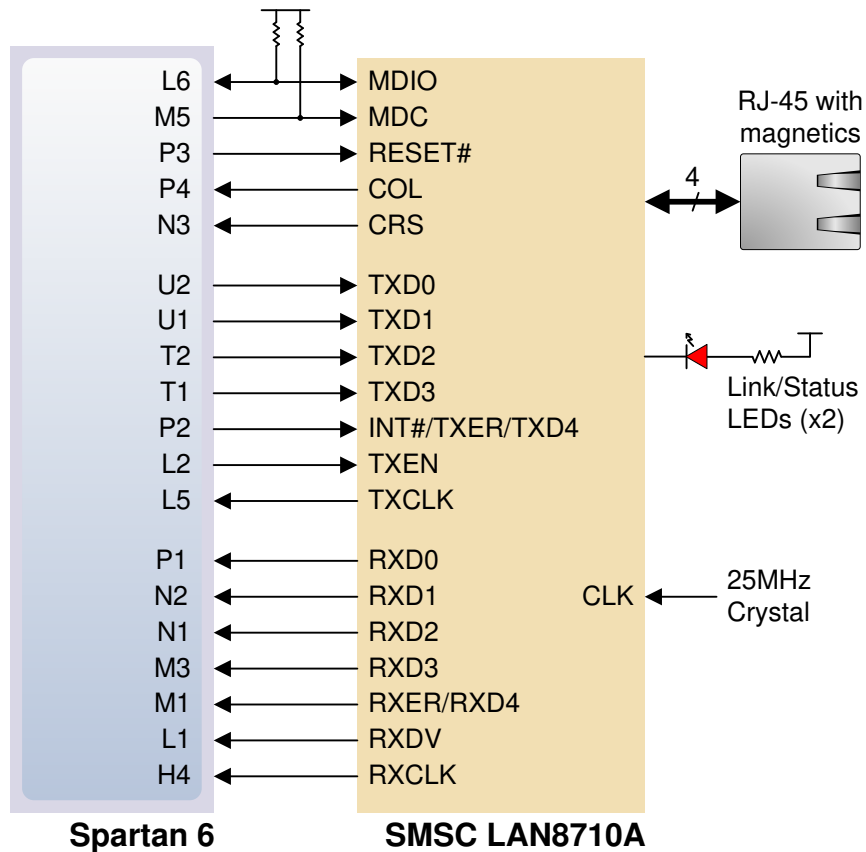 L6 MDIO
M5 MDC
P3 RESET#
P4 COL
N3 CRS
RJ-45 with
magnetics
4
U2 TXD0
U1 TXD1
T2 TXD2
T1 TXD3
P2 INT#/TXER/TXD4
L2 TXEN
L5 TXCLK
Link/Status
LEDs (x2)
P1 RXD0
N2 RXD1
N1 RXD2
M3 RXD3
M1 RXER/RXD4
L1 RXDV
H4 RXCLK
CLK
25MHz
Crystal
Spartan 6
SMSC LAN8710A